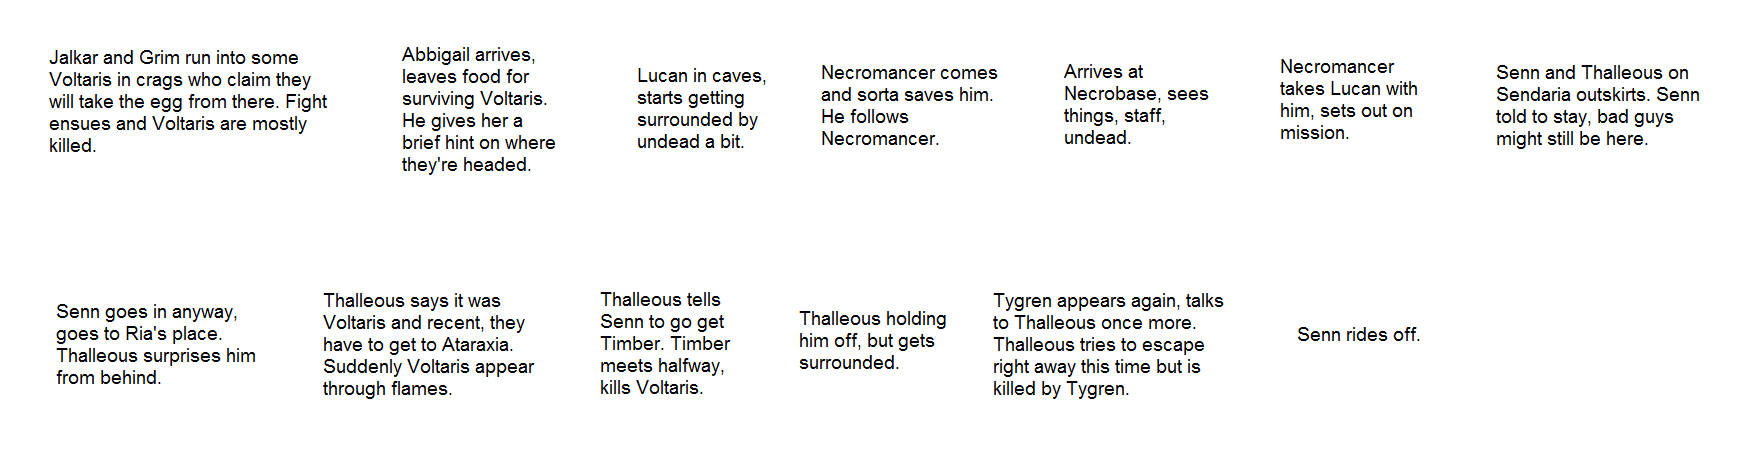 Jalkar and Grim run into some
Voltaris in crags who claim they
will take the egg from there. Fight
ensues and Voltaris are mostly
killed.
Abbigail arrives,
leaves food for
surviving Voltaris.
He gives her a
brief hint on where
they're headed.
Lucan in caves,
starts getting
surrounded by
undead a bit.
Necromancer comes
and sorta saves him.
He follows
Necromancer.
Arrives at
Necrobase, sees
things, staff,
undead.
Necromancer
takes Lucan with
him, sets out on
mission.
Senn and Thalleous on
Sendaria outskirts. Senn
told to stay, bad guys
might still be here.
Senn goes in anyway,
goes to Ria's place.
Thalleous surprises him
from behind.
Thalleous says it was
Voltaris and recent, they
have to get to Ataraxia.
Suddenly Voltaris appear
through flames.
Thalleous tells
Senn to go get
Timber. Timber
meets halfway,
kills Voltaris.
Thalleous holding
him off, but gets
surrounded.
Tygren appears again, talks
to Thalleous once more.
Thalleous tries to escape
right away this time but is
killed by Tygren.
Senn rides off.